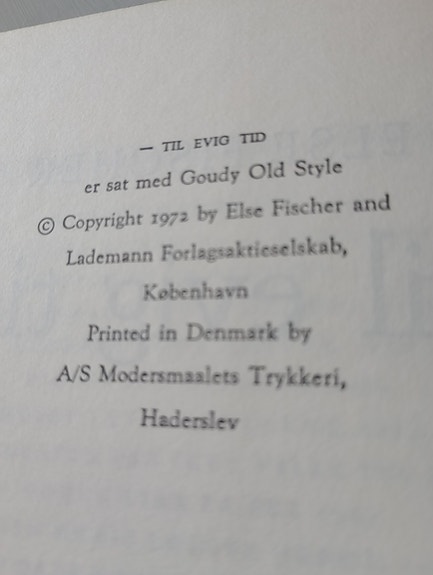 — TIL EVIG TID
er sat med Goudy Old Style
© Copyright 1972 by Else Fischer and
Lademann Forlagsaktieselskab,
København
Printed in Denmark by
A/S Modersmaalets Trykkeri,
Haderslev